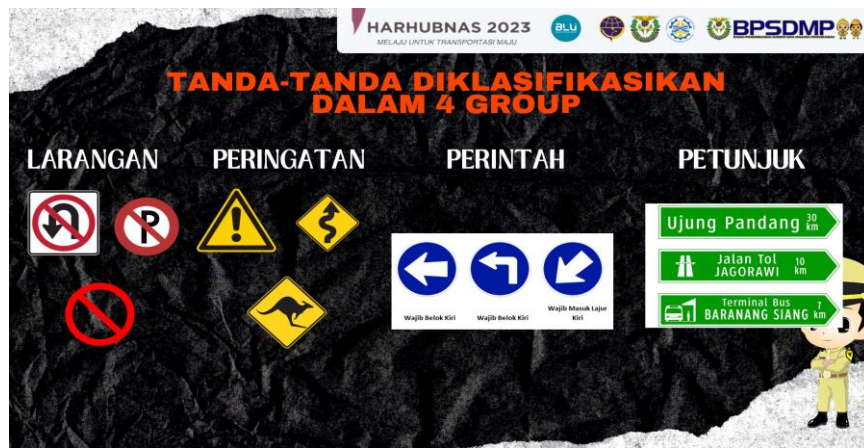 HARHUBNAS 2023
MELAJU UNTUK TRANSPORTASI MAJU
BLU
BPSDMP
TANDA-TANDA DIKLASIFIKASIKAN
DALAM 4 GROUP
LARANGAN
PERINGATAN
PERINTAH
PETUNJUK
P
!
Wajib Belok Kiri
Wajib Belok Kiri
Wajib Masuk Lajur
Kiri
Ujung Pandang 30 km
Jalan Tol
JAGORAWI 10 km
Terminal Bus
BARANANG SIANG 7 km